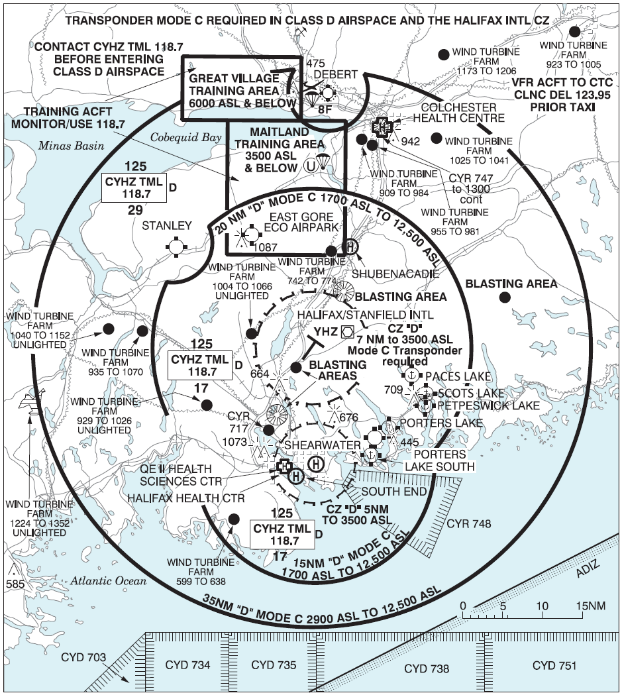 TRANSPONDER MODE C REQUIRED IN CLASS D AIRSPACE AND THE HALIFAX INTL CZ
CONTACT CYHZ TML 118.7
BEFORE ENTERING
CLASS D AIRSPACE
475
DEBERT
8F
WIND TURBINE
FARM
1173 TO 1206
WIND TURBINE
FARM
923 TO 1005
GREAT VILLAGE
TRAINING AREA
6000 ASL & BELOW
VFR ACFT TO CTC
CLNC DEL 123.95
PRIOR TAXI
TRAINING ACFT
MONITOR/USE 118.7
COLCHESTER
HEALTH CENTRE
Minas Basin
Cobequid Bay
MAITLAND
TRAINING AREA
3500 ASL
& BELOW
U
942
WIND TURBINE
FARM
1025 TO 1041
125
CYHZ TML
118.7
D
29
WIND TURBINE
FARM
909 TO 984
CYR 747
to 1300
cont
WIND TURBINE
FARM
955 TO 981
20 NM "D" MODE C 1700 ASL TO 12,500 ASL
STANLEY
EAST GORE
ECO AIRPARK
1087
H
SHUBENACADIE
WIND TURBINE
FARM
1004 TO 1066
UNLIGHTED
WIND TURBINE
FARM
742 TO 774
BLASTING AREA
BLASTING AREA
HALIFAX/STANFIELD INTL
YHZ
CZ "D"
7 NM to 3500 ASL
Mode C Transponder
required
WIND TURBINE
FARM
1040 TO 1152
UNLIGHTED
WIND TURBINE
FARM
935 TO 1070
125
CYHZ TML
118.7
D
17
664
BLASTING
AREAS
PACES LAKE
709
SCOTS LAKE
PETPESWICK LAKE
WIND TURBINE
FARM
929 TO 1026
UNLIGHTED
CYR
717
1073
676
PORTERS LAKE
SHEARWATER
445
PORTERS
LAKE SOUTH
QE II HEALTH
SCIENCES CTR
H
H
HALIFAX HEALTH CTR
SOUTH END
WIND TURBINE
FARM
1224 TO 1352
UNLIGHTED
125
CYHZ TML
118.7
D
17
CZ "D" 5NM
TO 3500 ASL
CYR 748
WIND TURBINE
FARM
599 TO 638
15NM "D" MODE C
1700 ASL TO 12,500 ASL
585
Atlantic Ocean
35NM "D" MODE C 2900 ASL TO 12,500 ASL
ADIZ
0 5 10 15NM
CYD 703
CYD 734
CYD 735
CYD 738
CYD 751